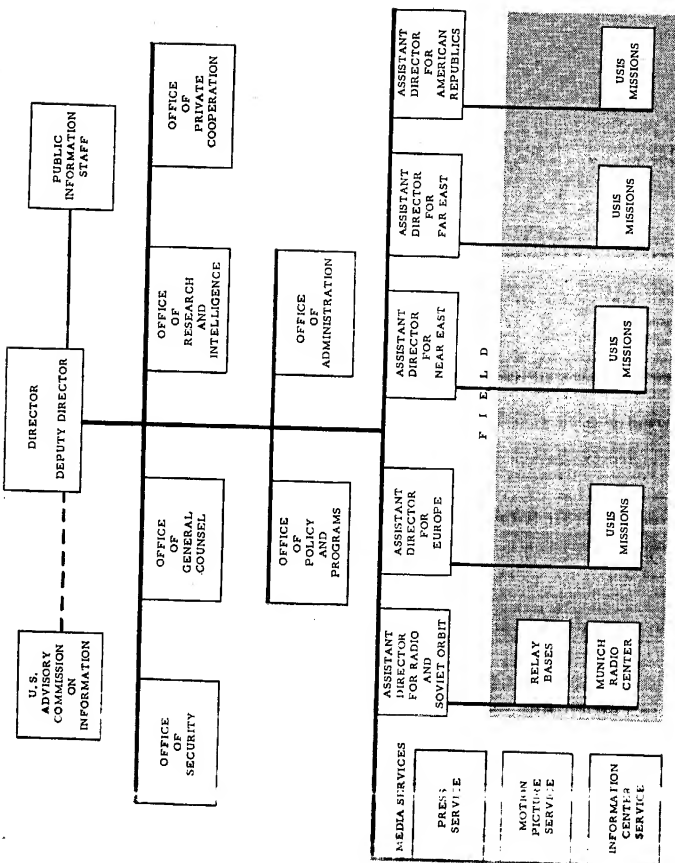 U.S.
ADVISORY
COMMISSION
ON
INFORMATION
DIRECTOR
DEPUTY DIRECTOR
PUBLIC
INFORMATION
STAFF
OFFICE
OF
SECURITY
OFFICE
OF
GENERAL
COUNSEL
OFFICE
OF
RESEARCH
AND
INTELLIGENCE
OFFICE
OF
PRIVATE
COOPERATION
OFFICE
OF
POLICY
AND
PROGRAMS
OFFICE
OF
ADMINISTRATION
MEDIA SERVICES
PRESS
SERVICE
MOTION
PICTURE
SERVICE
INFORMATION
CENTER
SERVICE
ASSISTANT
DIRECTOR
FOR RADIO
AND
SOVIET ORBIT
ASSISTANT
DIRECTOR
FOR
EUROPE
ASSISTANT
DIRECTOR
FOR
NEAR EAST
ASSISTANT
DIRECTOR
FOR
FAR EAST
ASSISTANT
DIRECTOR
FOR
AMERICAN
REPUBLICS
FIELD
RELAY
BASES
MUNICH
RADIO
CENTER
USIS
MISSIONS
USIS
MISSIONS
USIS
MISSIONS
USIS
MISSIONS